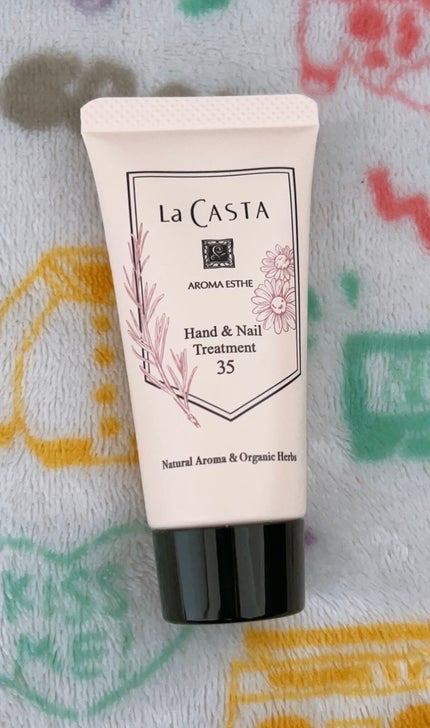 La CASTA
AROMA ESTHE
Hand & Nail
Treatment
35
Natural Aroma & Organic Herbs
KISS
ME